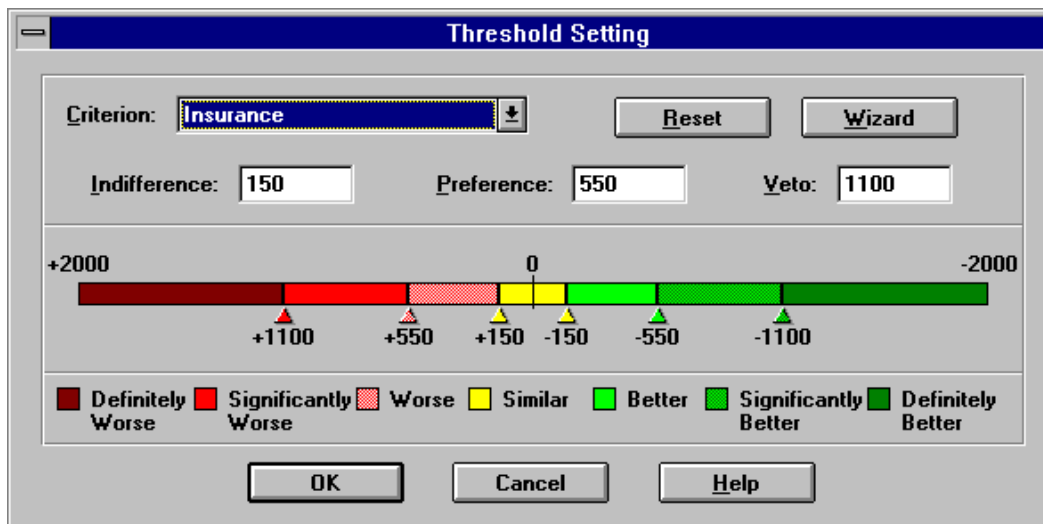 Threshold Setting
Criterion: Insurance Reset Wizard
Indifference: 150 Preference: 550 Veto: 1100
+2000 0 -2000
+1100 +550 +150 -150 -550 -1100
Definitely Worse
Significantly Worse
Worse
Similar
Better
Significantly Better
Definitely Better
OK Cancel Help